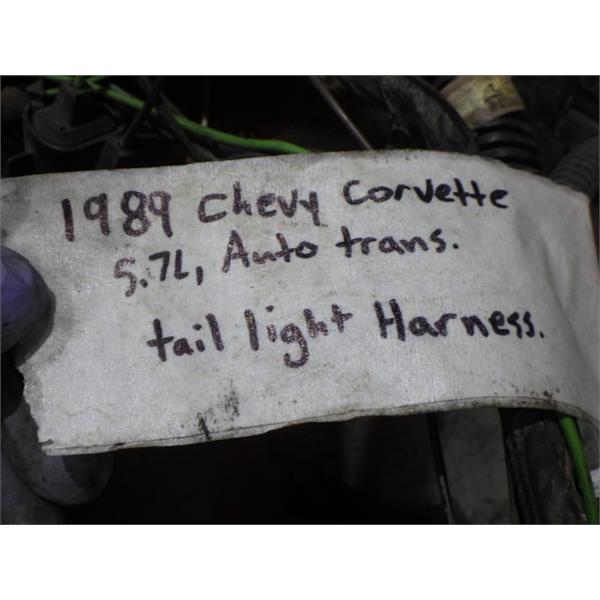 1989 Chevy Corvette
5.7L, Auto trans.
tail light Harness.